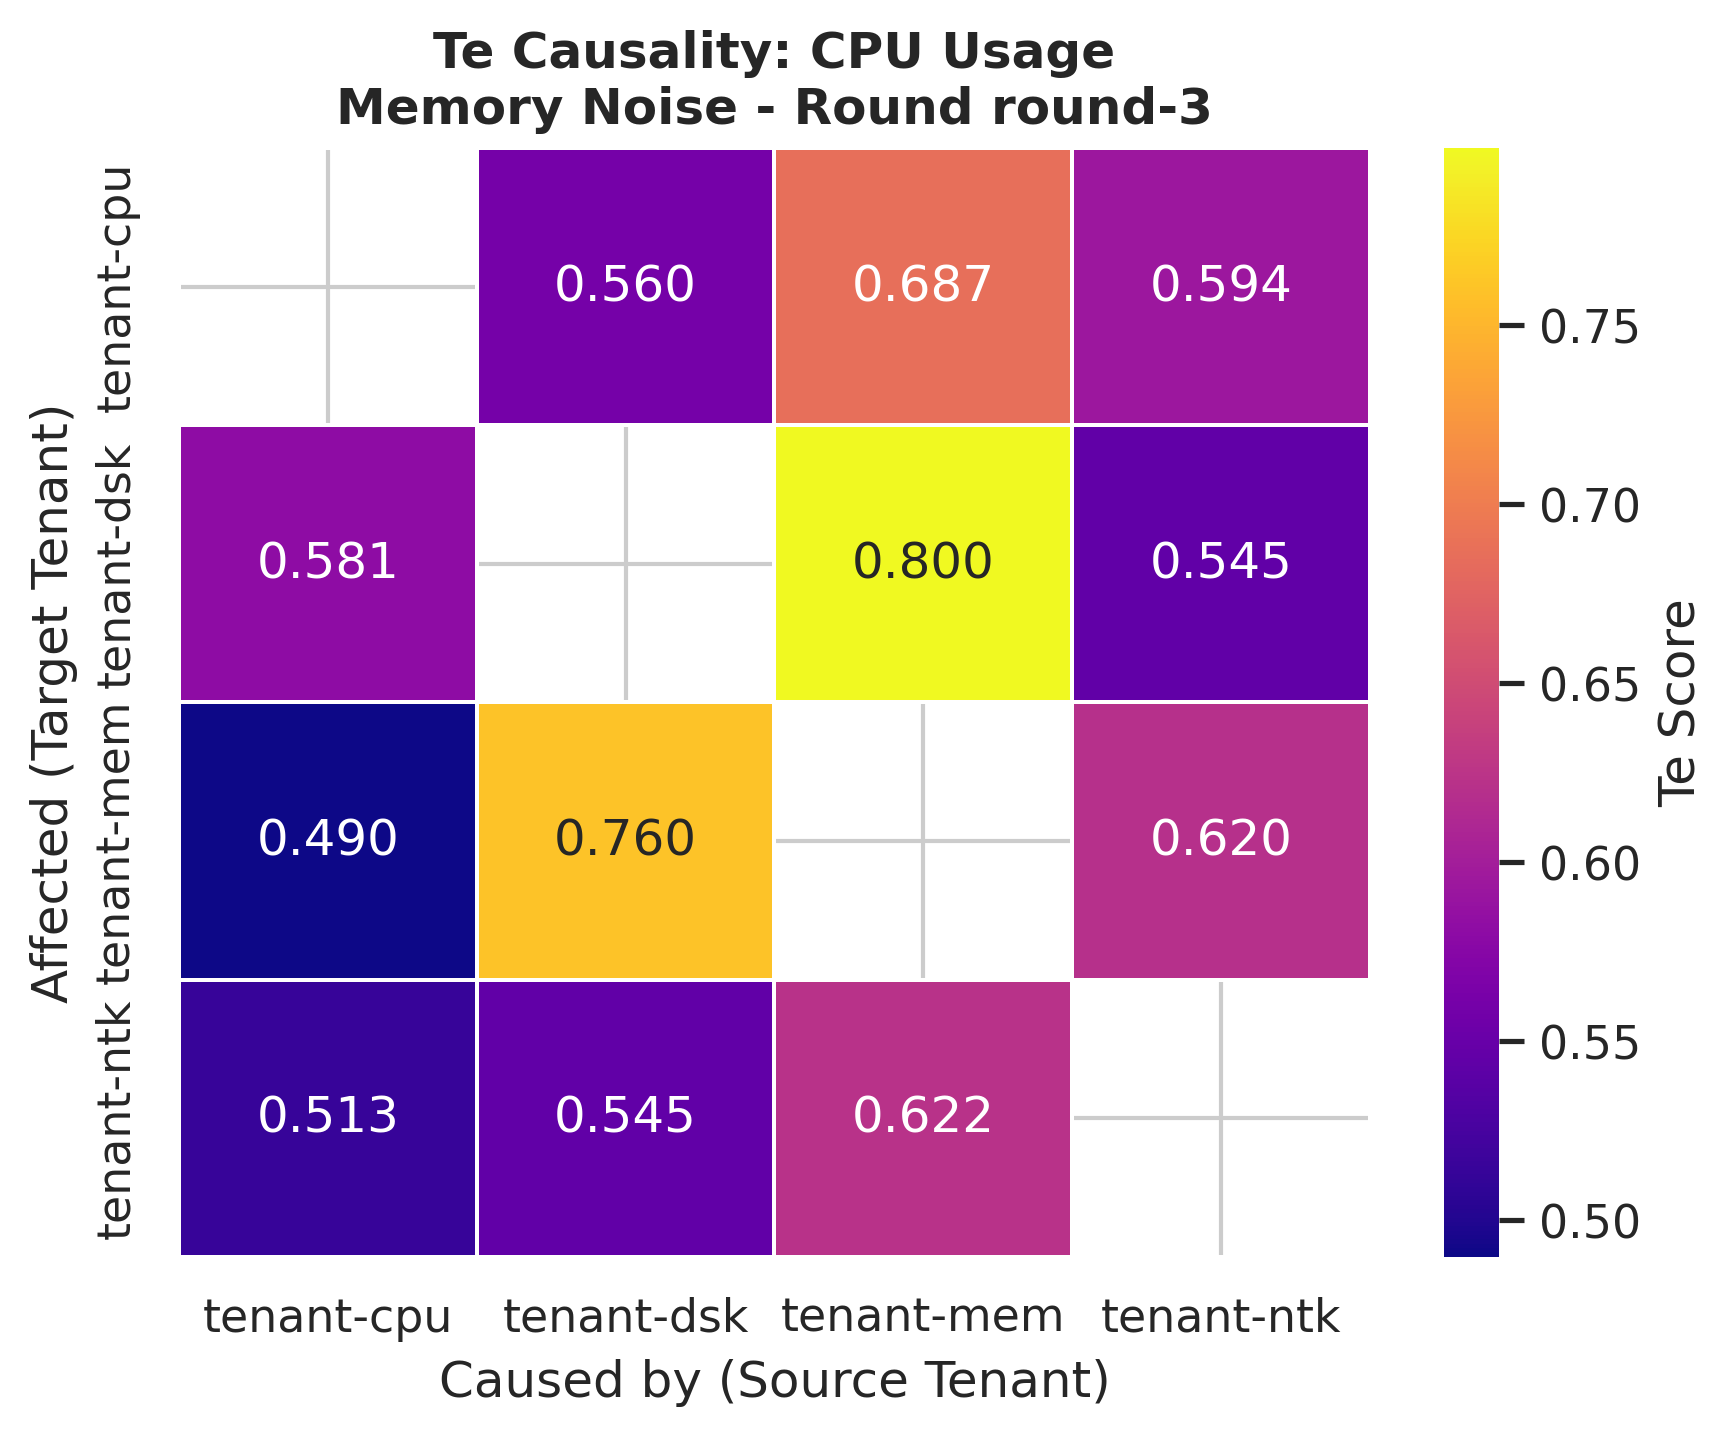 Te Causality: CPU Usage
Memory Noise - Round round-3
Affected (Target Tenant)
tenant-cpu
0.560 0.687 0.594
tenant-dsk
0.581 0.800 0.545
tenant-mem
0.490 0.760 0.620
tenant-ntk
0.513 0.545 0.622
tenant-cpu tenant-dsk tenant-mem tenant-ntk
Caused by (Source Tenant)
0.75
0.70
0.65
0.60
0.55
0.50
Te Score